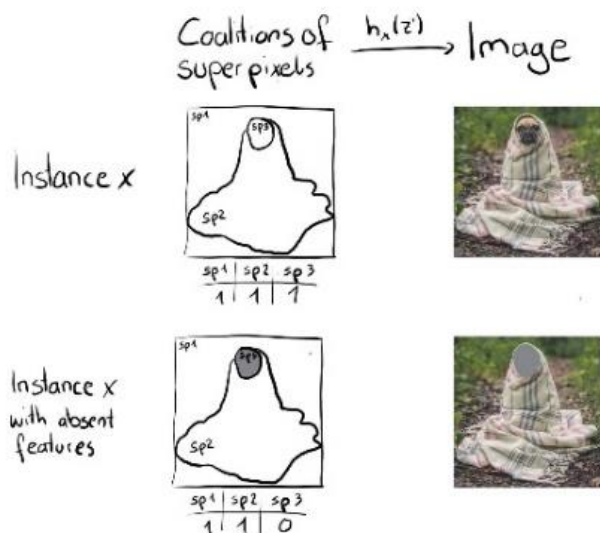 Coalitions of
superpixels
hx(z')
Image
Instance x
sp1
sp3
sp2
sp1 sp2 sp3
1 1 1
Instance x
with absent
features
sp1
sp3
sp2
sp1 sp2 sp3
1 1 0